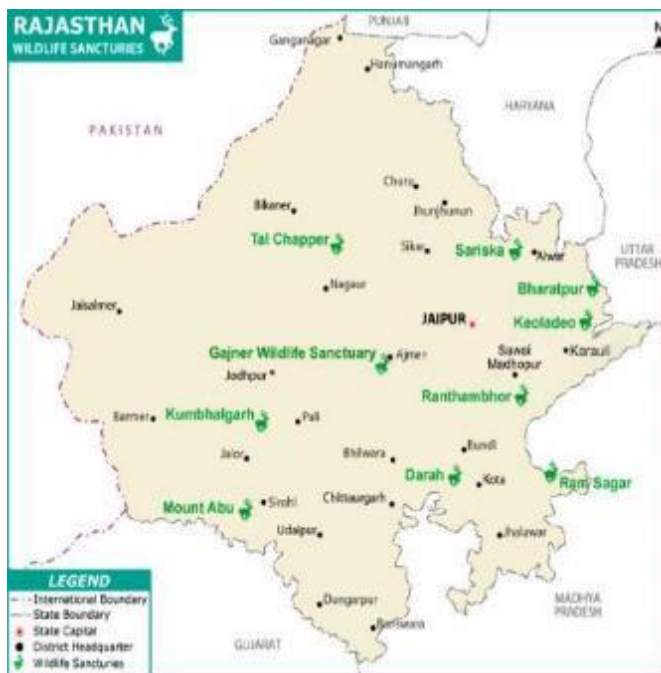 RAJASTHAN
WILDLIFE SANCTURIES
PUNJAB
N
Ganganagar
Hanumangarh
HARYANA
PAKISTAN
Churu
Bikaner
Jhunjhunun
Tal Chapper
Sikar
Sariska
Alwar
UTTAR
PRADESH
Nagaur
Bharatpur
Jaisalmer
JAIPUR
Keoladeo
Gajner Wildlife Sanctuary
Ajmer
Sawai
Madhopur
Karauli
Jodhpur
Ranthambhor
Barmer
Kumbhalgarh
Pali
Bundi
Jalor
Bhilwara
Darah
Kota
Ram Sagar
Mount Abu
Sirohi
Chittaurgarh
Udaipur
Jhalawar
LEGEND
International Boundary
State Boundary
State Capital
District Headquarter
Wildlife Sancturies
Dungarpur
Banswara
GUJARAT
MADHYA
PRADESH